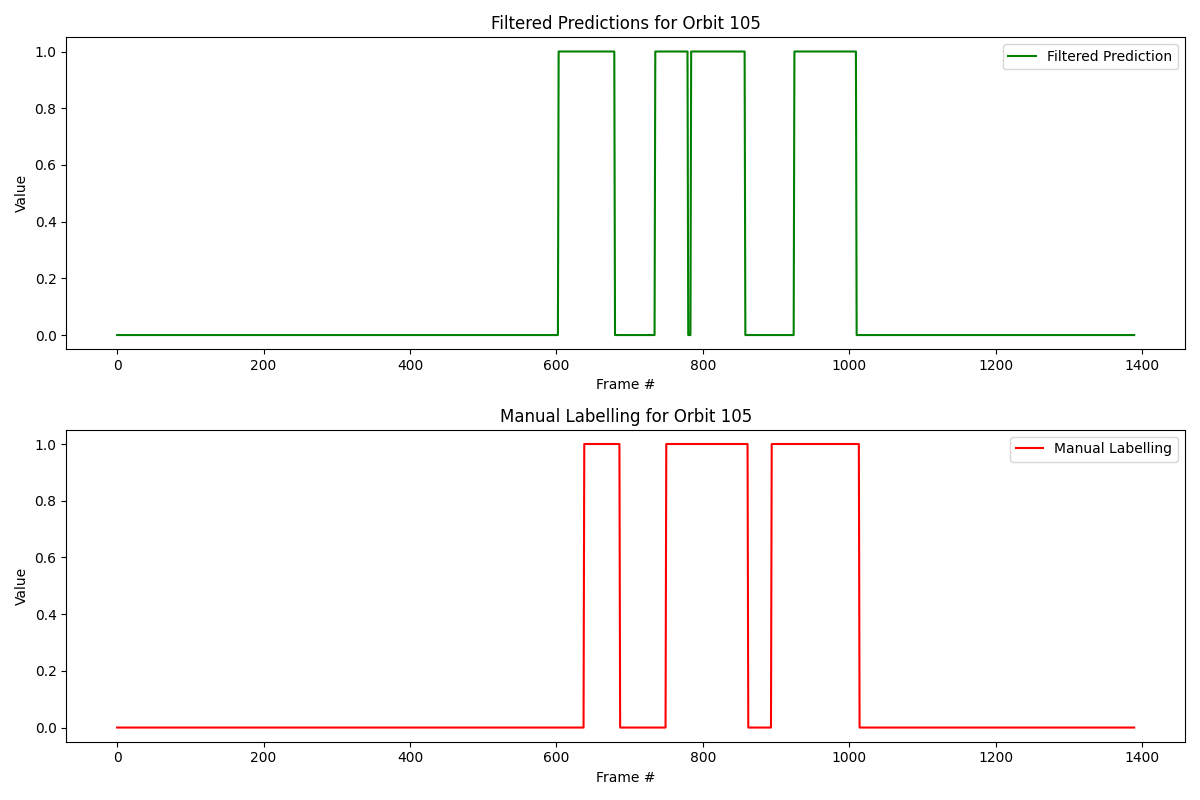 Filtered Predictions for Orbit 105
1.0
0.8
0.6
0.4
0.2
0.0
Value
Filtered Prediction
0 200 400 600 800 1000 1200 1400
Frame #
Manual Labelling for Orbit 105
1.0
0.8
0.6
0.4
0.2
0.0
Value
Manual Labelling
0 200 400 600 800 1000 1200 1400
Frame #